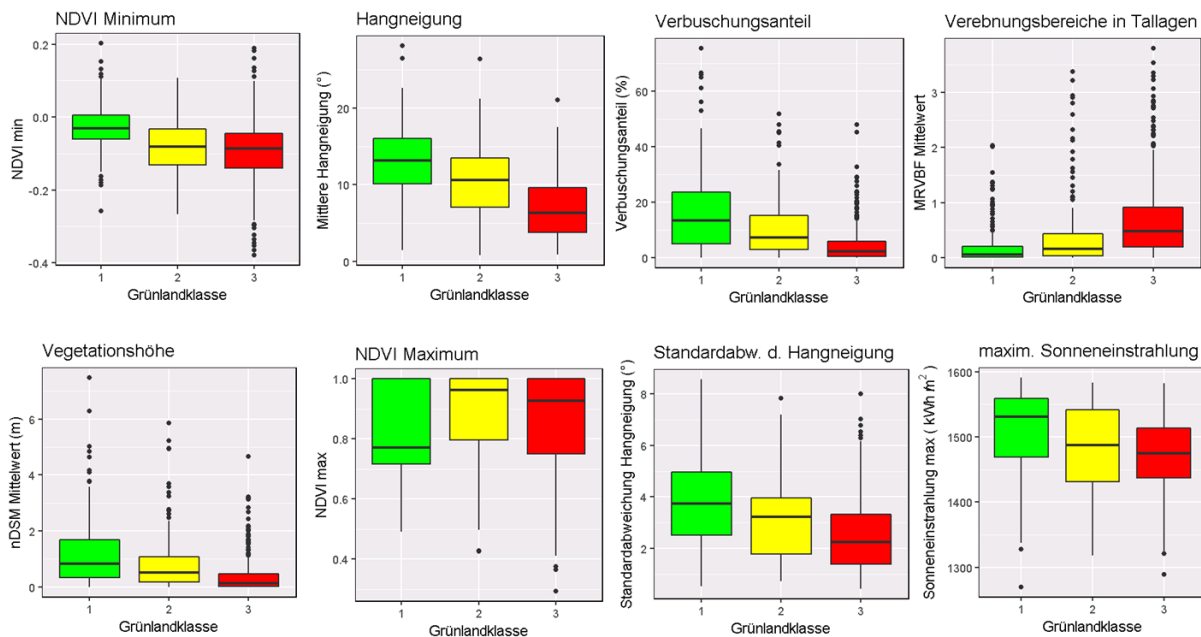 NDVI Minimum
NDVI min
0.2
0.0
-0.2
-0.4
1 2 3
Grünlandklasse
Hangneigung
Mittlere Hangneigung (°)
20
10
0
1 2 3
Grünlandklasse
Verbuschungsanteil
Verbuschungsanteil (%)
60
40
20
0
1 2 3
Grünlandklasse
Verebnungsbereiche in Tallagen
MRVBF Mittelwert
3
2
1
0
1 2 3
Grünlandklasse
Vegetationshöhe
nDSM Mittelwert (m)
6
4
2
0
1 2 3
Grünlandklasse
NDVI Maximum
NDVI max
1.0
0.8
0.6
0.4
1 2 3
Grünlandklasse
Standardabw. d. Hangneigung
Standardabweichung Hangneigung (°)
8
6
4
2
1 2 3
Grünlandklasse
maxim. Sonneneinstrahlung
Sonneneinstrahlung max ( kWh/m²)
1600
1500
1400
1300
1 2 3
Grünlandklasse